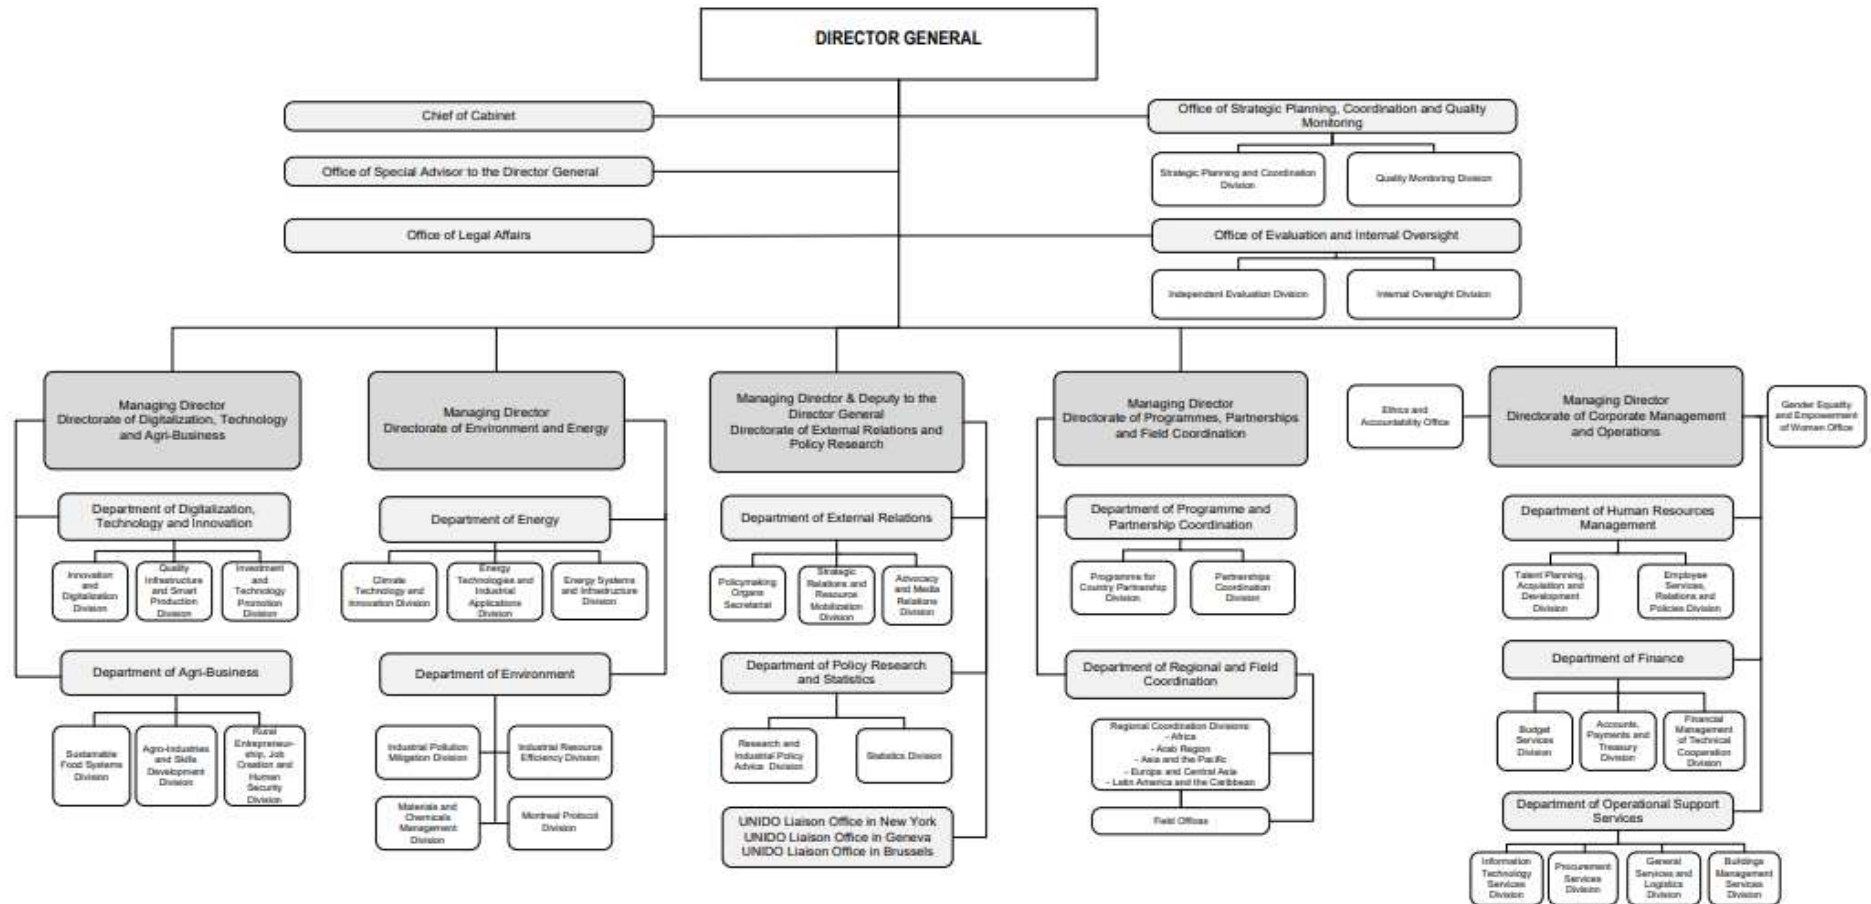 DIRECTOR GENERAL
Chief of Cabinet
Office of Strategic Planning, Coordination and Quality
Monitoring
Office of Special Advisor to the Director General
Strategic Planning and Coordination
Division
Quality Monitoring Division
Office of Legal Affairs
Office of Evaluation and Internal Oversight
Independent Evaluation Division
Internal Oversight Division
Managing Director
Directorate of Digitalization, Technology
and Agri-Business
Department of Digitalization,
Technology and Innovation
Innovation
and
Digitalization
Division
Quality
Infrastructure
and Smart
Production
Division
Investment
and
Technology
Promotion
Division
Department of Agri-Business
Sustainable
Food Systems
Division
Agro-Industries
and Skills
Development
Division
Rural
Entrepreneur-
ship, Job
Creation and
Human
Security
Division
Managing Director
Directorate of Environment and Energy
Department of Energy
Climate
Technology and
Innovation Division
Energy
Technologies and
Industrial
Applications
Division
Energy Systems
and Infrastructure
Division
Department of Environment
Industrial Pollution
Mitigation Division
Industrial Resource
Efficiency Division
Materials and
Chemicals
Management
Division
Montreal Protocol
Division
Managing Director & Deputy to the
Director General
Directorate of External Relations and
Policy Research
Department of External Relations
Policymaking
Organs
Secretariat
Strategic
Relations and
Resource
Mobilization
Division
Advocacy
and Media
Relations
Division
Department of Policy Research
and Statistics
Research and
Industrial Policy
Advice Division
Statistics Division
UNIDO Liaison Office in New York
UNIDO Liaison Office in Geneva
UNIDO Liaison Office in Brussels
Managing Director
Directorate of Programmes, Partnerships
and Field Coordination
Department of Programme and
Partnership Coordination
Programme for
Country Partnership
Division
Partnerships
Coordination
Division
Department of Regional and Field
Coordination
Regional Coordination Divisions:
- Africa
- Arab Region
- Asia and the Pacific
- Europe and Central Asia
- Latin America and the Caribbean
Field Offices
Ethics and
Accountability Office
Managing Director
Directorate of Corporate Management
and Operations
Gender Equality
and Empowerment
of Women Office
Department of Human Resources
Management
Talent Planning,
Acquisition and
Development
Division
Employee
Services,
Relations and
Policies Division
Department of Finance
Budget
Services
Division
Accounts,
Payments and
Treasury
Division
Financial
Management
of Technical
Cooperation
Division
Department of Operational Support
Services
Information
Technology
Services
Division
Procurement
Services
Division
General
Services and
Logistics
Division
Buildings
Management
Services
Division